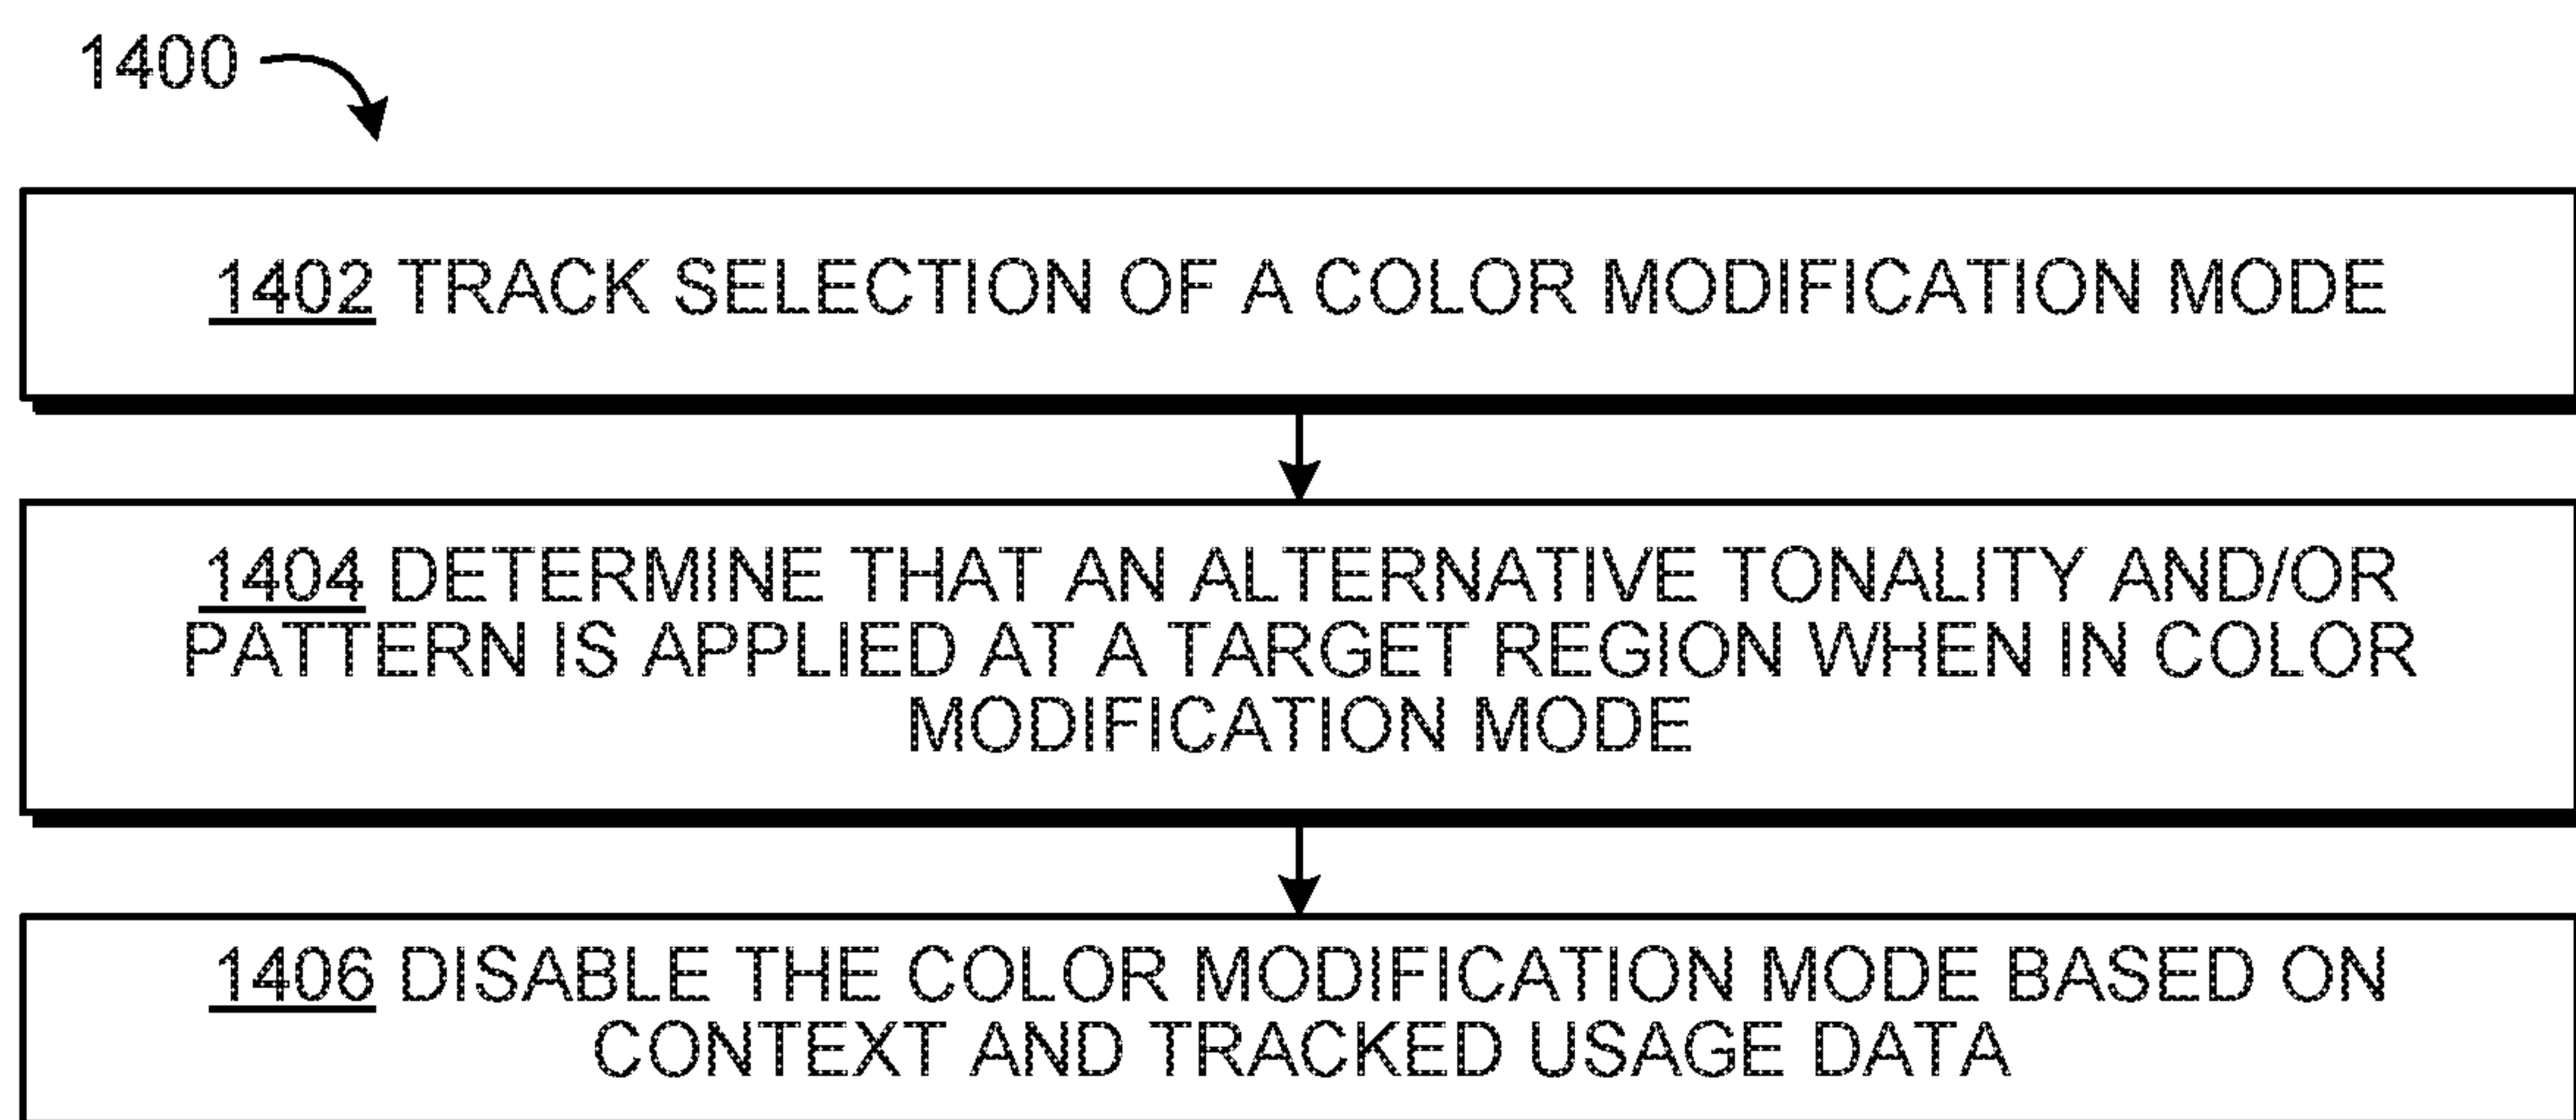 1400
1402 TRACK SELECTION OF A COLOR MODIFICATION MODE
1404 DETERMINE THAT AN ALTERNATIVE TONALITY AND/OR
PATTERN IS APPLIED AT A TARGET REGION WHEN IN COLOR
MODIFICATION MODE
1406 DISABLE THE COLOR MODIFICATION MODE BASED ON
CONTEXT AND TRACKED USAGE DATA